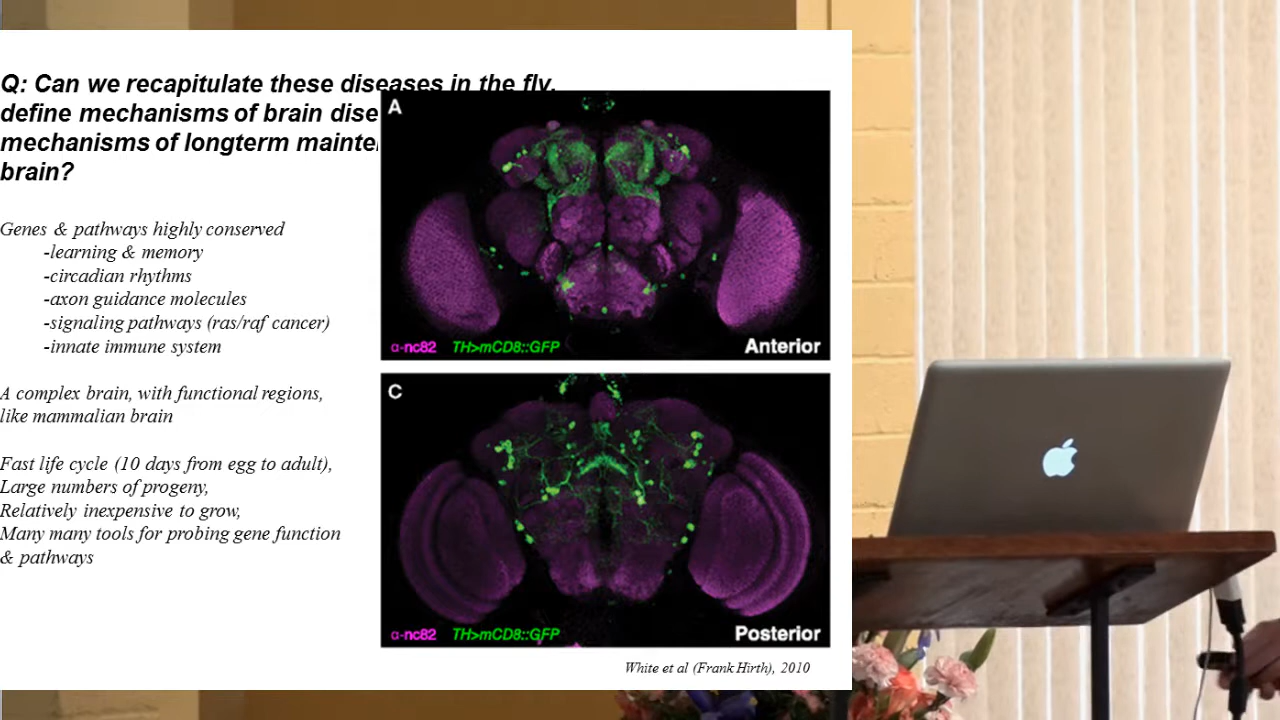 Q: Can we recapitulate these diseases in the fly,
define mechanisms of brain dise
mechanisms of longterm mainte
brain?
Genes & pathways highly conserved
-learning & memory
-circadian rhythms
-axon guidance molecules
-signaling pathways (ras/raf cancer)
-innate immune system
A complex brain, with functional regions,
like mammalian brain
Fast life cycle (10 days from egg to adult),
Large numbers of progeny,
Relatively inexpensive to grow,
Many many tools for probing gene function
& pathways
A
α-nc82 TH>mCD8::GFP Anterior
C
α-nc82 TH>mCD8::GFP Posterior
White et al (Frank Hirth), 2010